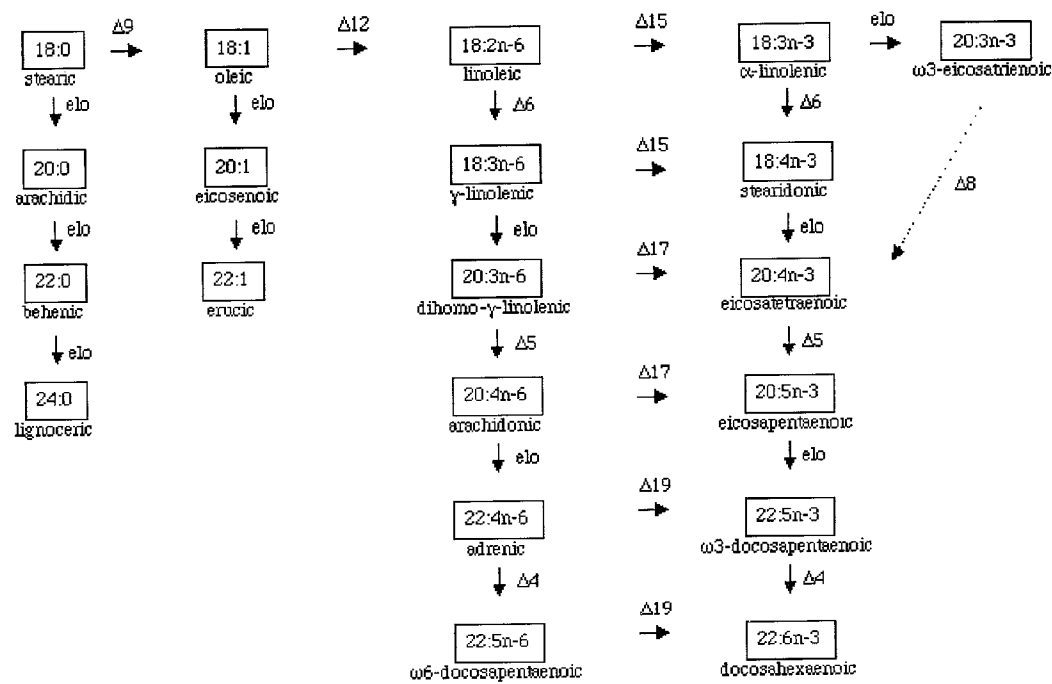 Δ9 Δ12 Δ15 elo
18:0 18:1 18:2n-6 18:3n-3 20:3n-3
stearic oleic linoleic α-linolenic ω3-eicosatrienoic
elo elo Δ6 Δ6
Δ15
20:0 20:1 18:3n-6 18:4n-3
arachidic eicosenoic γ-linolenic stearidonic Δ8
elo elo elo elo
Δ17
22:0 22:1 20:3n-6 20:4n-3
behenic erucic dihomo-γ-linolenic eicosatetraenoic
elo Δ5 Δ5
Δ17
24:0 20:4n-6 20:5n-3
lignoceric arachidonic eicosapentaenoic
elo elo
Δ19
22:4n-6 22:5n-3
adrenic ω3-docosapentaenoic
Δ4 Δ4
Δ19
22:5n-6 22:6n-3
ω6-docosapentaenoic docosahexaenoic